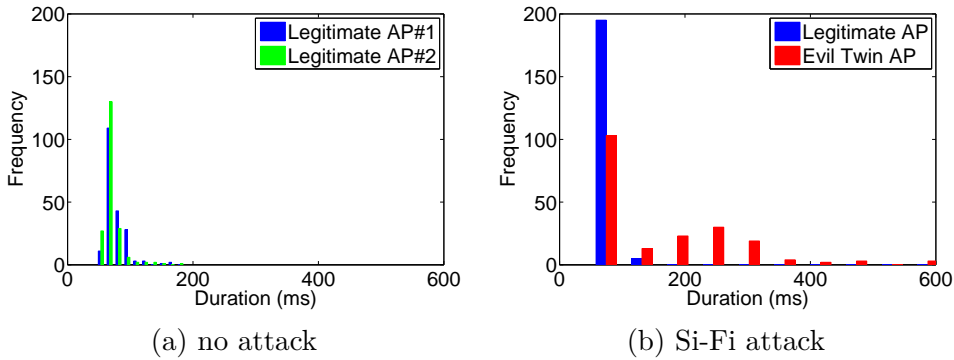 200
150
100
50
0
Frequency
0
200
400
600
Duration (ms)
Legitimate AP#1
Legitimate AP#2
(a) no attack
200
150
100
50
0
Frequency
0
200
400
600
Duration (ms)
Legitimate AP
Evil Twin AP
(b) Si-Fi attack